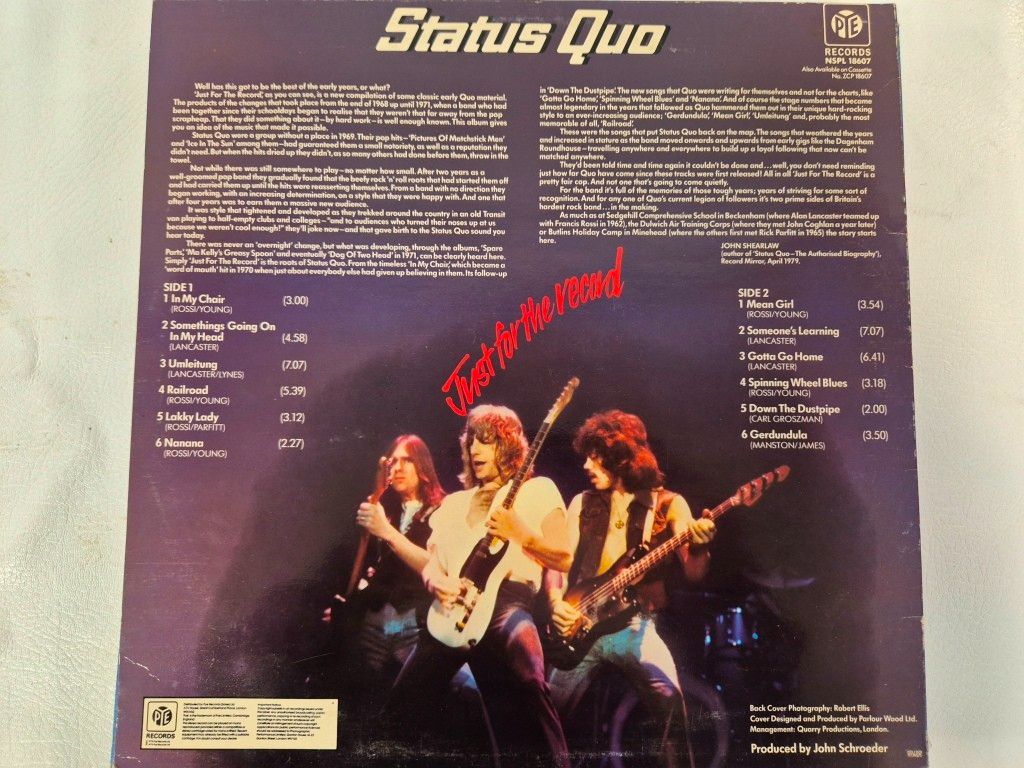 Status Quo
PYE
RECORDS
NSPL 18607
Also Available on Cassette
No. ZCP 18607
Well has this got to be the best of the early years, or what?
'Just For The Record', as you can see, is a new compilation of some classic early Quo material.
The products of the changes that took place from the end of 1968 up until 1971, when a band who had
been together since their schooldays began to realise that they weren't that far away from the pop
scrapheap. That they did something about it—by hard work—is well enough known. This album gives
you an idea of the music that made it possible.
Status Quo were a group without a place in 1969. Their pop hits—'Pictures Of Matchstick Men'
and 'Ice In The Sun' among them—had guaranteed them a small notoriety, as well as a reputation they
didn't need. But when the hits dried up they didn't, as so many others had done before them, throw in the
towel.
Not while there was still somewhere to play—no matter how small. After two years as a
well-groomed pop band they gradually found that the beefy rock 'n' roll roots that had started them off
and had carried them up until the hits were reasserting themselves. From a band with no direction they
began working, with an increasing determination, on a style that they were happy with. And one that
after four years was to earn them a massive new audience.
It was style that tightened and developed as they trekked around the country in an old Transit
van playing to half-empty clubs and colleges—"and to audiences who turned their noses up at us
because we weren't cool enough!" they'll joke now—and that gave birth to the Status Quo sound you
hear today.
There was never an 'overnight' change, but what was developing, through the albums, 'Spare
Parts', 'Ma Kelly's Greasy Spoon' and eventually 'Dog Of Two Head' in 1971, can be clearly heard here.
Simply 'Just For The Record' is the roots of Status Quo. From the timeless 'In My Chair', which became a
'word of mouth' hit in 1970 when just about everybody else had given up believing in them. Its follow-up
in 'Down The Dustpipe'. The new songs that Quo were writing for themselves and not for the charts, like
'Gotta Go Home', 'Spinning Wheel Blues' and 'Nanana'. And of course the stage numbers that became
almost legendary in the years that followed as Quo hammered them out in their unique hard-rocking
style to an ever-increasing audience; 'Gerdundula', 'Mean Girl', 'Umleitung' and, probably the most
memorable of all, 'Railroad'.
These were the songs that put Status Quo back on the map. The songs that weathered the years
and increased in stature as the band moved onwards and upwards from early gigs like the Dagenham
Roundhouse—travelling anywhere and everywhere to build up a loyal following that now can't be
matched anywhere.
They'd been told time and time again it couldn't be done and... well, you don't need reminding
just how far Quo have come since these tracks were first released! All in all 'Just For The Record' is a
pretty fair cop. And not one that's going to come quietly.
For the band it's full of the memories of those tough years; years of striving for some sort of
recognition. And for any one of Quo's current legion of followers it's two prime sides of Britain's
hardest rock band... in the making.
As much as at Sedgehill Comprehensive School in Beckenham (where Alan Lancaster teamed up
with Francis Rossi in 1962), the Dulwich Air Training Corps (where they met John Coghlan a year later)
or Butlins Holiday Camp in Minehead (where the others first met Rick Parfitt in 1965) the story starts
here.
JOHN SHEARLAW
(author of 'Status Quo—The Authorised Biography'),
Record Mirror, April 1979.
Just for the record
SIDE 1
1 In My Chair (3.00)
(ROSSI/YOUNG)
2 Somethings Going On
In My Head (4.58)
(LANCASTER)
3 Umleitung (7.07)
(LANCASTER/LYNES)
4 Railroad (5.39)
(ROSSI/YOUNG)
5 Lakky Lady (3.12)
(ROSSI/PARFITT)
6 Nanana (2.27)
(ROSSI/YOUNG)
SIDE 2
1 Mean Girl (3.54)
(ROSSI/YOUNG)
2 Someone's Learning (7.07)
(LANCASTER)
3 Gotta Go Home (6.41)
(LANCASTER)
4 Spinning Wheel Blues (3.18)
(ROSSI/YOUNG)
5 Down The Dustpipe (2.00)
(CARL GROSZMAN)
6 Gerdundula (3.50)
(MANSTON/JAMES)
PYE
RECORDS
Back Cover Photography: Robert Ellis
Cover Designed and Produced by Parlour Wood Ltd.
Management: Quarry Productions, London.
Produced by John Schroeder